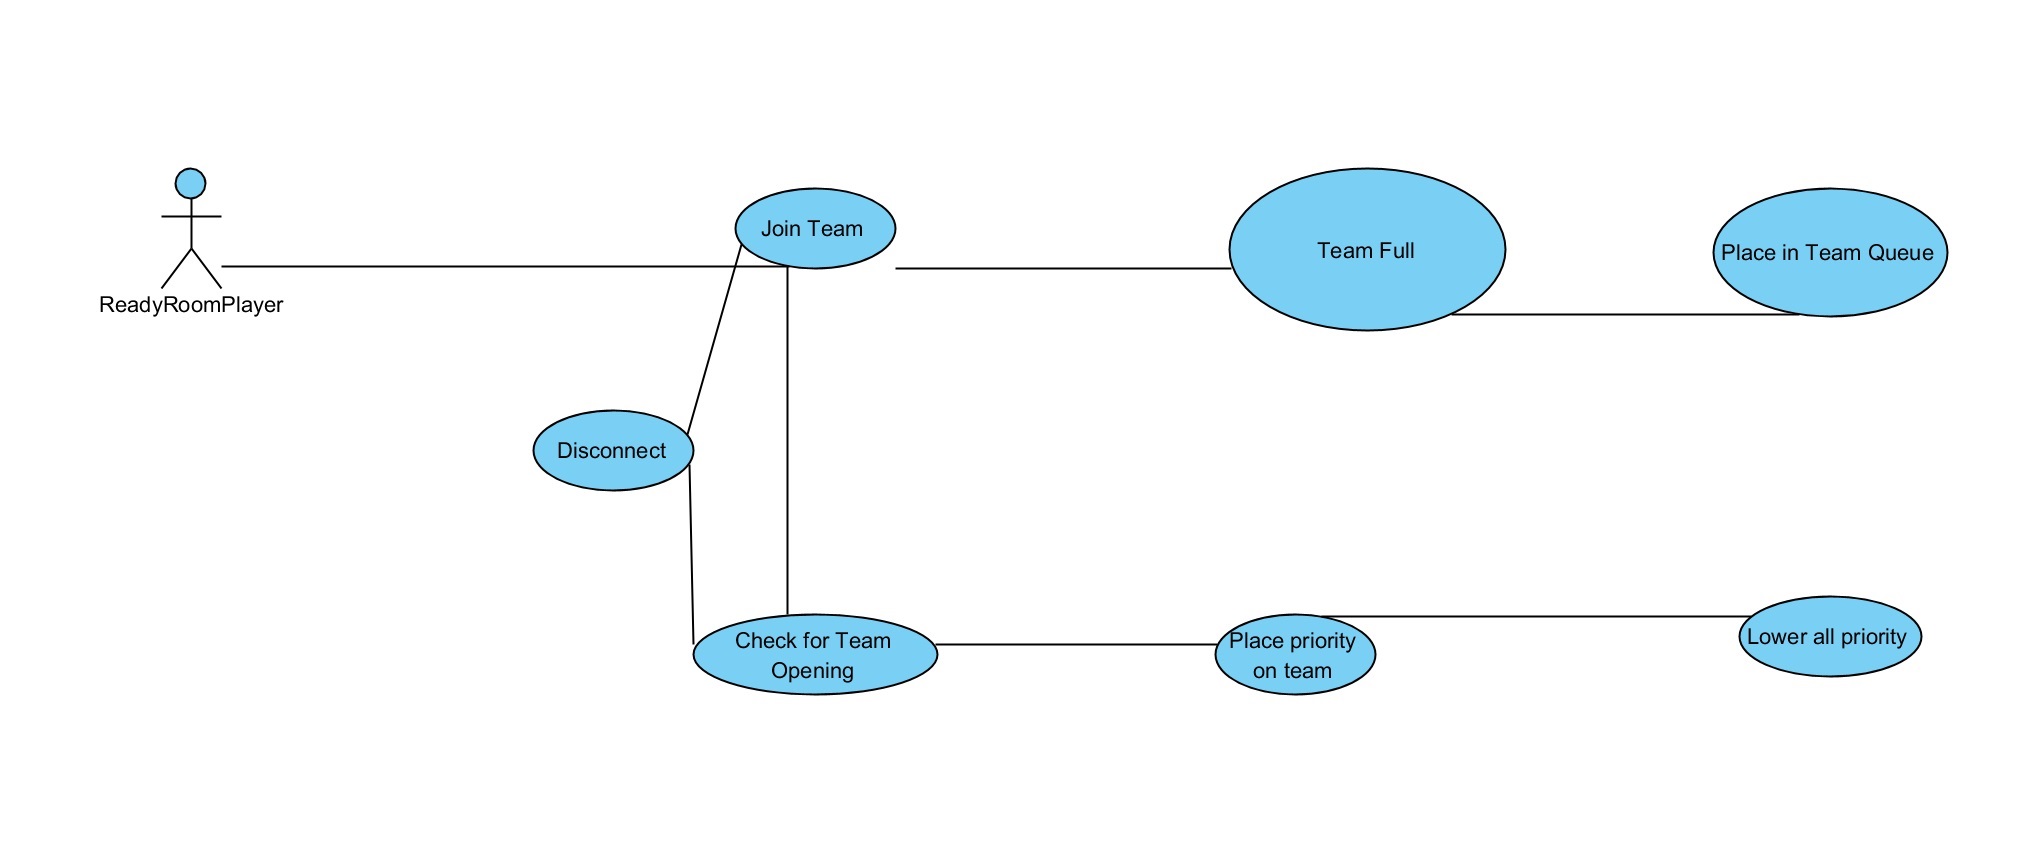 Join Team
Team Full
Place in Team Queue
ReadyRoomPlayer
Disconnect
Check for Team
Opening
Place priority
on team
Lower all priority